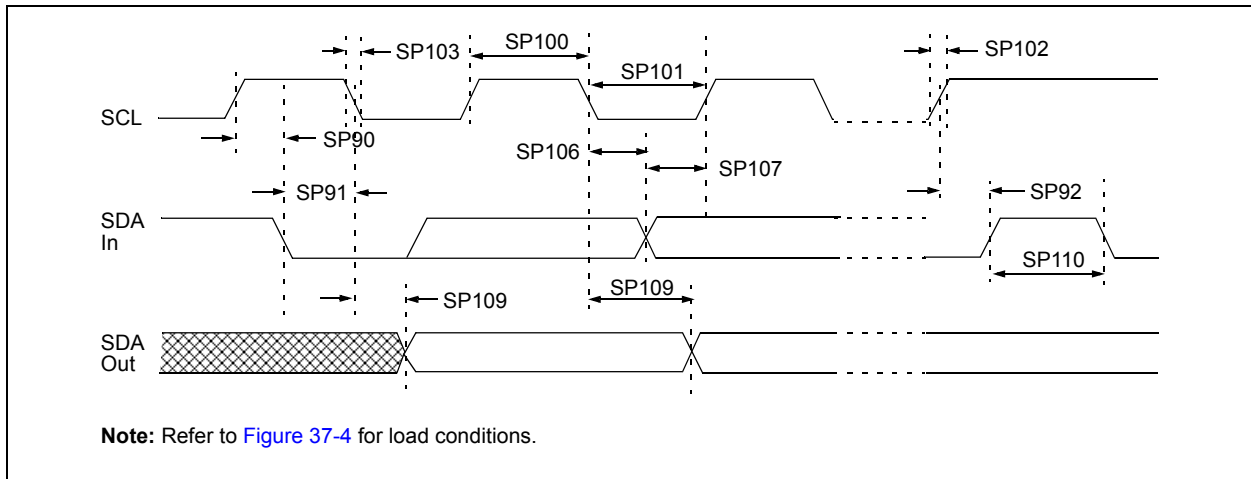 SP103
SP100
SP101
SP102
SCL
SP90
SP106
SP107
SP91
SP92
SDA
In
SP110
SP109
SP109
SDA
Out
Note: Refer to Figure 37-4 for load conditions.